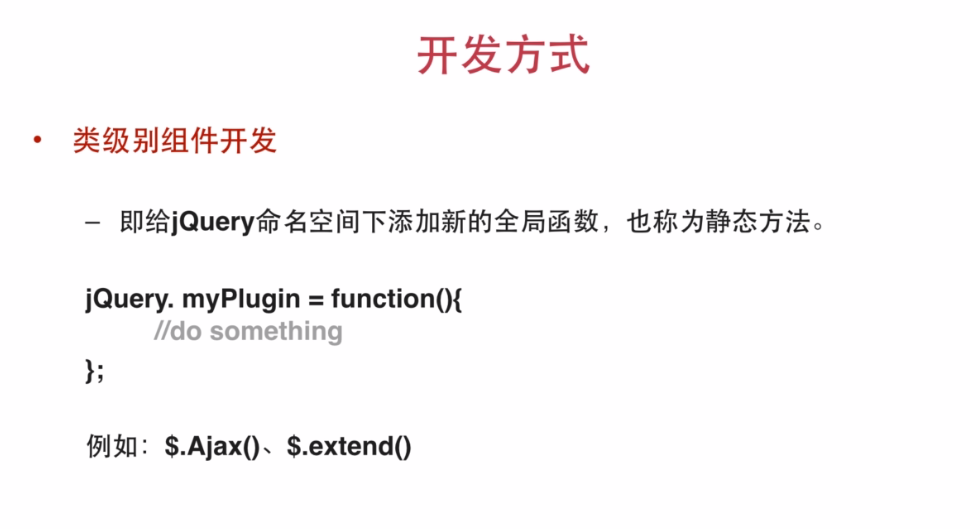 开发方式
• 类级别组件开发
– 即给jQuery命名空间下添加新的全局函数，也称为静态方法。
jQuery. myPlugin = function(){
//do something
};
例如：$.Ajax()、$.extend()